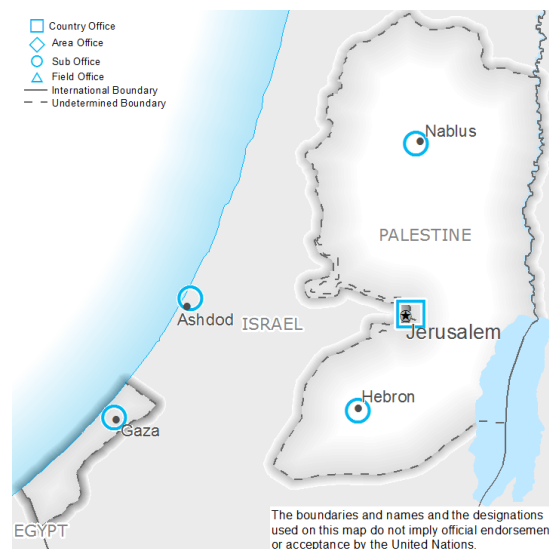 Country Office
Area Office
Sub Office
Field Office
International Boundary
Undetermined Boundary
Nablus
PALESTINE
Ashdod
ISRAEL
Jerusalem
Hebron
Gaza
EGYPT
The boundaries and names and the designations
used on this map do not imply official endorsemen
or acceptance by the United Nations.